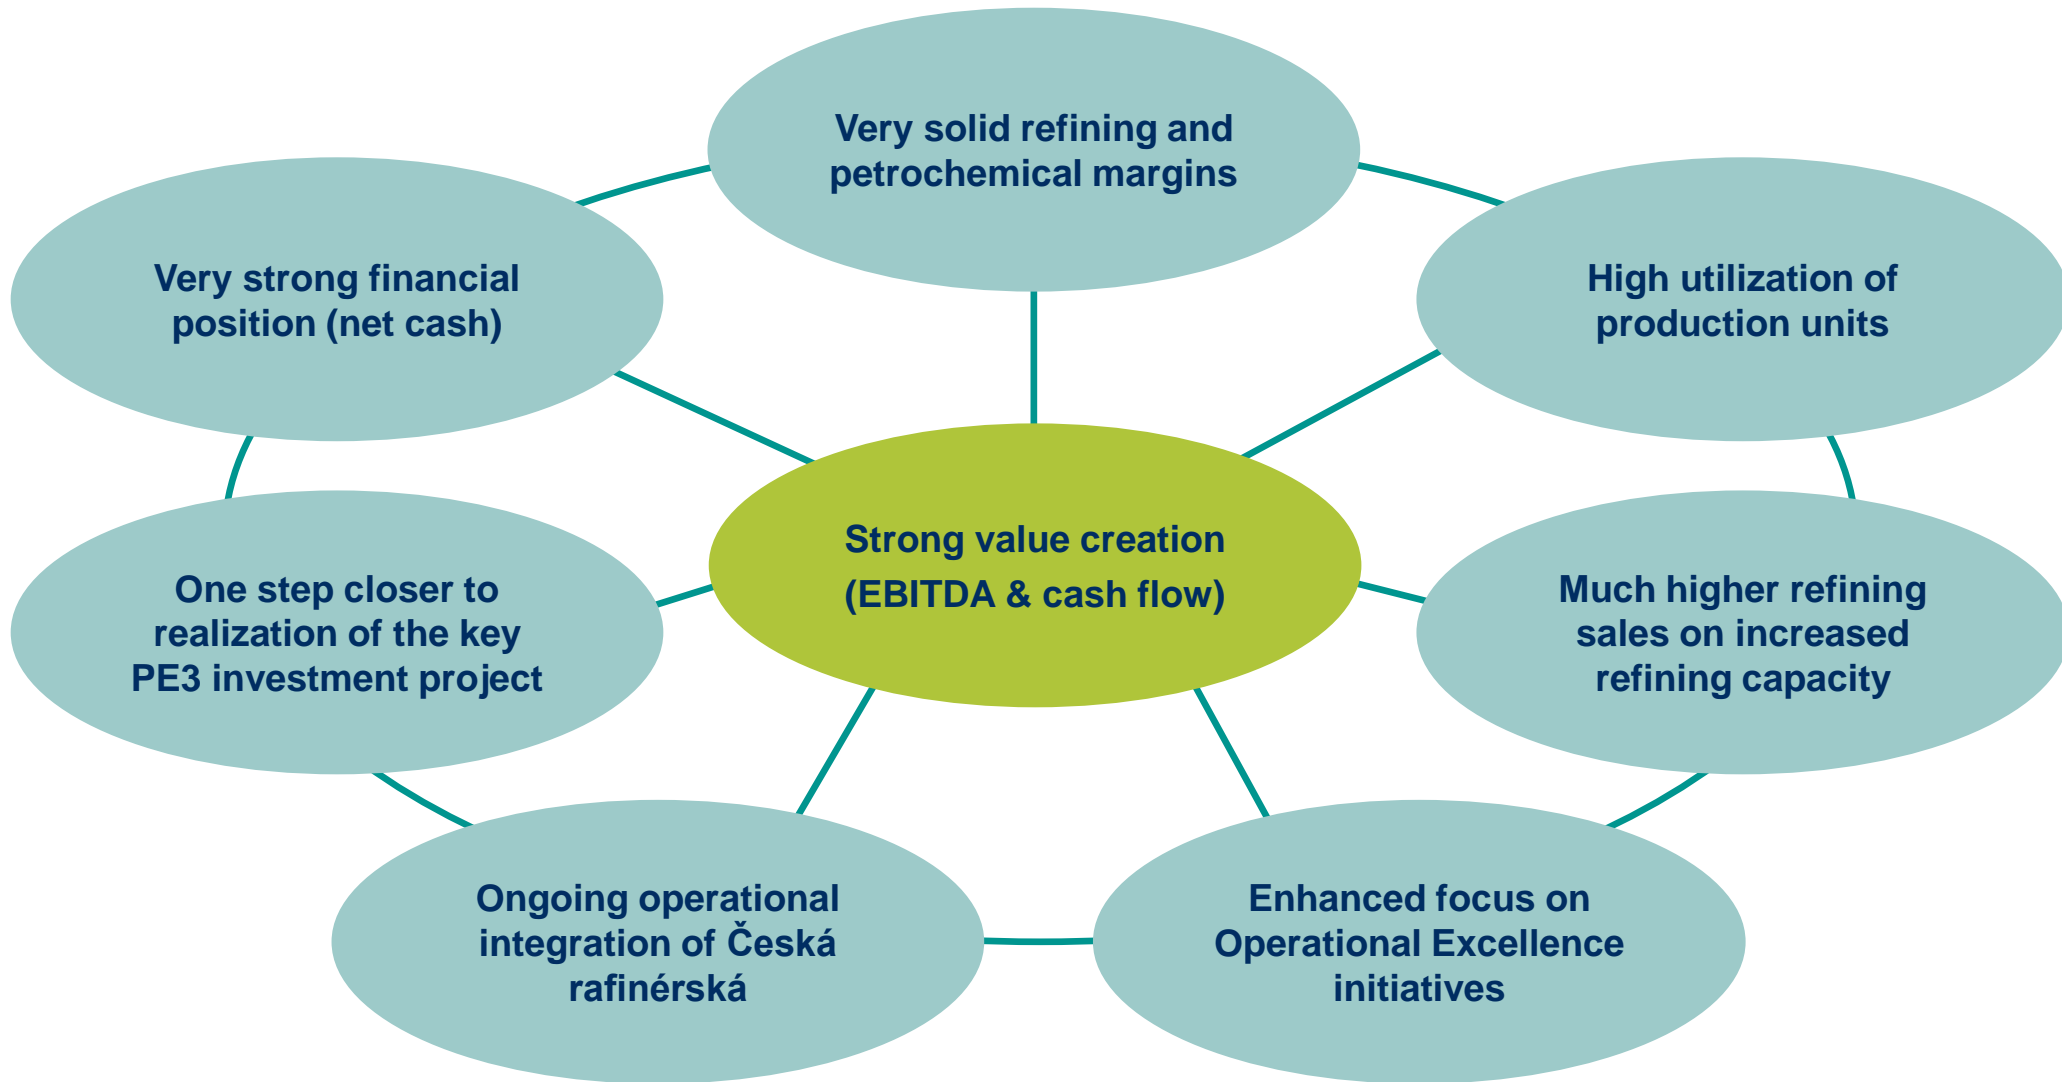 Very solid refining and
petrochemical margins
Very strong financial
position (net cash)
High utilization of
production units
Strong value creation
(EBITDA & cash flow)
One step closer to
realization of the key
PE3 investment project
Much higher refining
sales on increased
refining capacity
Ongoing operational
integration of Česká
rafinérská
Enhanced focus on
Operational Excellence
initiatives